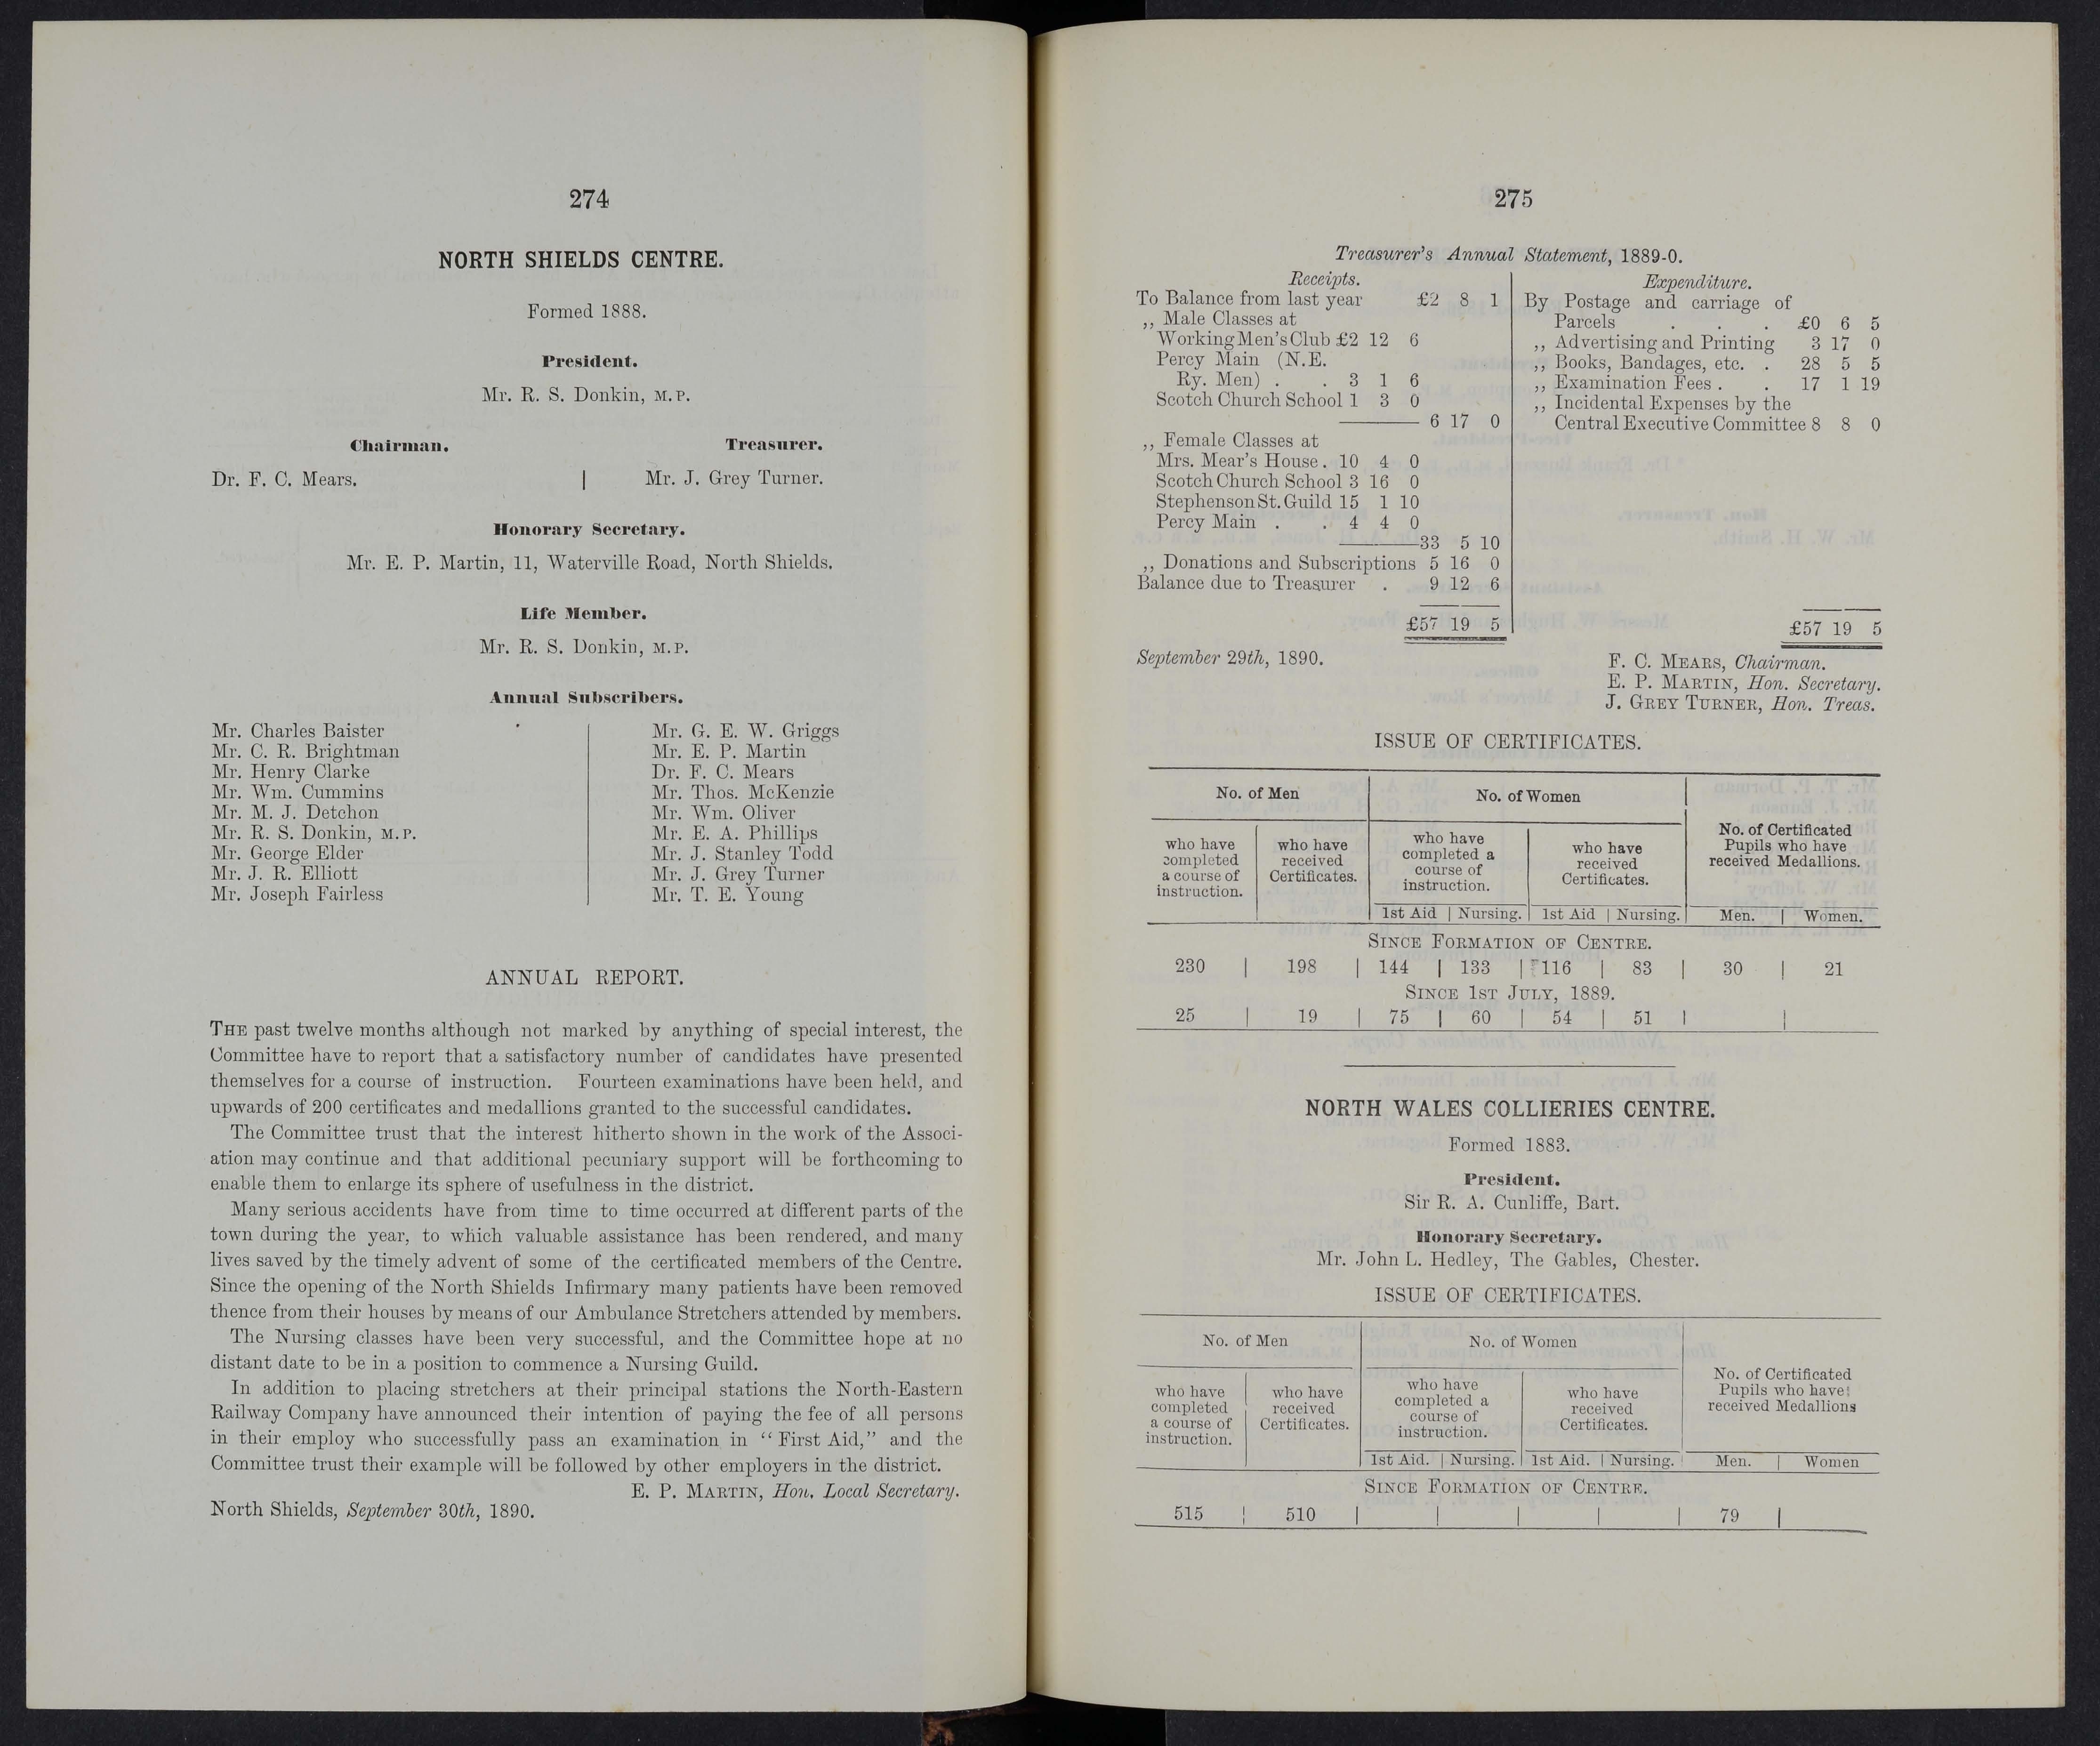 274
NORTH SHIELDS CENTRE.
Formed 1888.
President.
Mr. R. S. Donkin, M.P.
Chairman.
Treasurer.
Dr. F. C. Mears. | Mr. J. Grey Turner.
Honorary Secretary.
Mr. E. P. Martin, 11, Waterville Road, North Shields.
Life Member.
Mr. R. S. Donkin, M.P.
Annual Subscribers.
Mr. Charles Baister
Mr. C. R. Brightman
Mr. Henry Clarke
Mr. Wm. Cummins
Mr. M. J. Detchon
Mr. R. S. Donkin, M.P.
Mr. George Elder
Mr. J. R. Elliott
Mr. Joseph Fairless
Mr. G. E. W. Griggs
Mr. E. P. Martin
Dr. F. C. Mears
Mr. Thos. McKenzie
Mr. Wm. Oliver
Mr. E. A. Phillips
Mr. J. Stanley Todd
Mr. J. Grey Turner
Mr. T. E. Young
ANNUAL REPORT.
THE past twelve months although not marked by anything of special interest, the
Committee have to report that a satisfactory number of candidates have presented
themselves for a course of instruction. Fourteen examinations have been held, and
upwards of 200 certificates and medallions granted to the successful candidates.
The Committee trust that the interest hitherto shown in the work of the Associ-
ation may continue and that additional pecuniary support will be forthcoming to
enable them to enlarge its sphere of usefulness in the district.
Many serious accidents have from time to time occurred at different parts of the
town during the year, to which valuable assistance has been rendered, and many
lives saved by the timely advent of some of the certificated members of the Centre.
Since the opening of the North Shields Infirmary many patients have been removed
thence from their houses by means of our Ambulance Stretchers attended by members.
The Nursing classes have been very successful, and the Committee hope at no
distant date to be in a position to commence a Nursing Guild.
In addition to placing stretchers at their principal stations the North-Eastern
Railway Company have announced their intention of paying the fee of all persons
in their employ who successfully pass an examination in “First Aid,” and the
Committee trust their example will be followed by other employers in the district.
E. P. MARTIN, Hon. Local Secretary.
North Shields, September 30th, 1890.
275
Treasurer's Annual Statement, 1889-0.
Receipts.
To Balance from last year £2 8 1
,, Male Classes at
Working Men's Club £2 12 6
Percy Main (N.E.
Ry. Men) . . 3 1 6
Scotch Church School 1 3 0
6 17 0
,, Female Classes at
Mrs. Mear's House . 10 4 0
Scotch Church School 3 16 0
Stephenson St. Guild 15 1 10
Percy Main . . 4 4 0
33 5 10
,, Donations and Subscriptions 5 16 0
Balance due to Treasurer . 9 12 6
£57 19 5
Expenditure.
By Postage and carriage of
Parcels . . . £0 6 5
,, Advertising and Printing 3 17 0
,, Books, Bandages, etc. . 28 5 5
,, Examination Fees . . 17 1 19
,, Incidental Expenses by the
Central Executive Committee 8 8 0
£57 19 5
September 29th, 1890.
F. C. MEARS, Chairman.
E. P. MARTIN, Hon. Secretary.
J. GREY TURNER, Hon. Treas.
ISSUE OF CERTIFICATES.
No. of Men
who have
completed
a course of
instruction.
who have
received
Certificates.
No. of Women
who have
completed a
course of
instruction.
who have
received
Certificates.
1st Aid | Nursing. | 1st Aid | Nursing.
No. of Certificated
Pupils who have
received Medallions.
Men. | Women.
SINCE FORMATION OF CENTRE.
230 | 198 | 144 | 133 | 116 | 83 | 30 | 21
SINCE 1ST JULY, 1889.
25 | 19 | 75 | 60 | 54 | 51 | |
NORTH WALES COLLIERIES CENTRE.
Formed 1883.
President.
Sir R. A. Cunliffe, Bart.
Honorary Secretary.
Mr. John L. Hedley, The Gables, Chester.
ISSUE OF CERTIFICATES.
No. of Men
who have
completed
a course of
instruction.
who have
received
Certificates.
No. of Women
who have
completed a
course of
instruction.
who have
received
Certificates.
1st Aid. | Nursing. | 1st Aid. | Nursing.
No. of Certificated
Pupils who have
received Medallions
Men. | Women
SINCE FORMATION OF CENTRE.
515 | 510 | | | | | 79 |